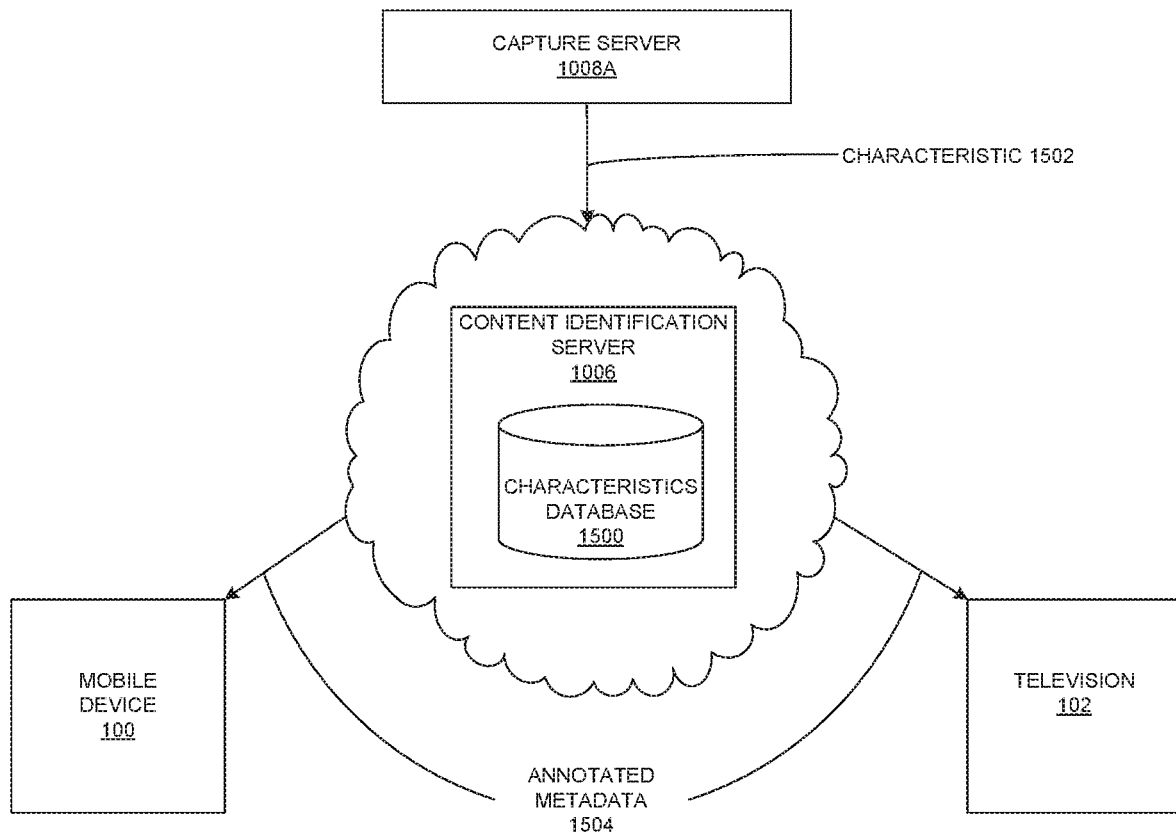 CAPTURE SERVER
1008A
CHARACTERISTIC 1502
CONTENT IDENTIFICATION
SERVER
1006
CHARACTERISTICS
DATABASE
1500
MOBILE
DEVICE
100
TELEVISION
102
ANNOTATED
METADATA
1504